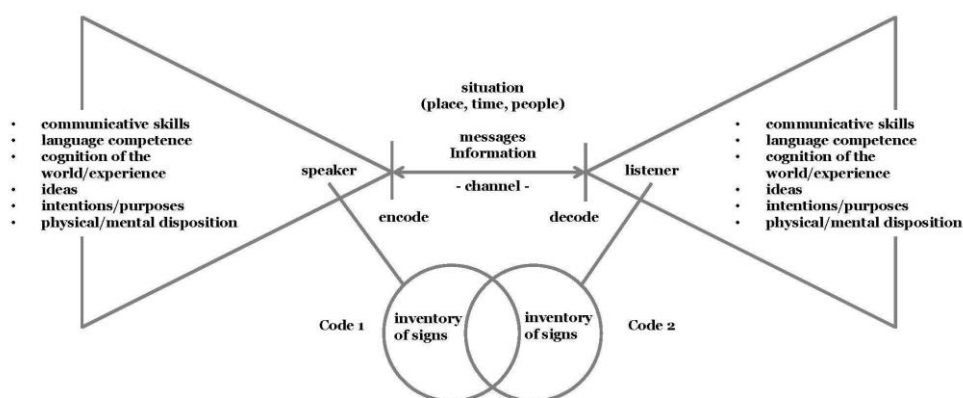 situation
(place, time, people)
messages
Information
- channel -
• communicative skills
• language competence
• cognition of the
world/experience
• ideas
• intentions/purposes
• physical/mental disposition
speaker
encode
decode
listener
• communicative skills
• language competence
• cognition of the
world/experience
• ideas
• intentions/purposes
• physical/mental disposition
Code 1
inventory
of signs
inventory
of signs
Code 2